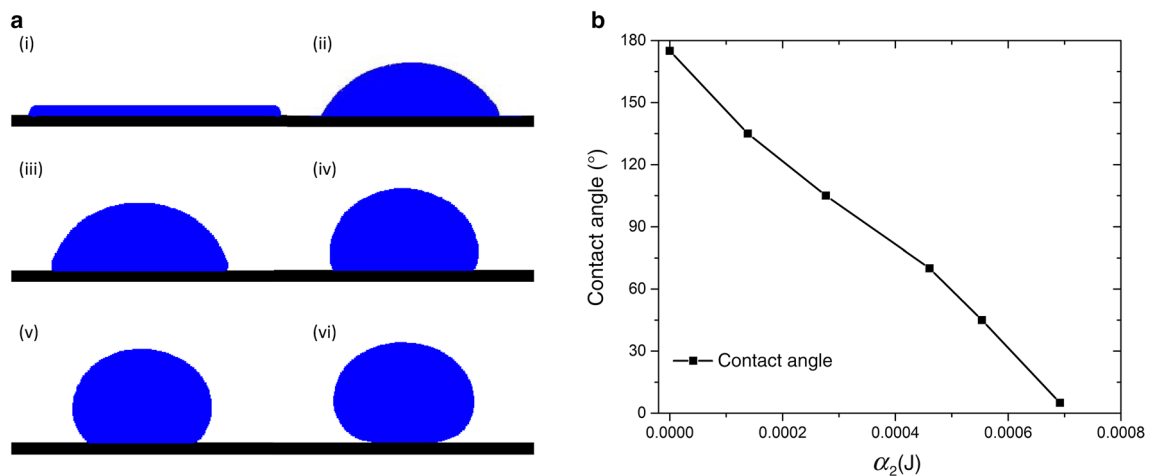 a
(i)
(ii)
(iii)
(iv)
(v)
(vi)
b
180
150
120
90
60
30
0
Contact angle (°)
Contact angle
0.0000
0.0002
0.0004
0.0006
0.0008
α2(J)